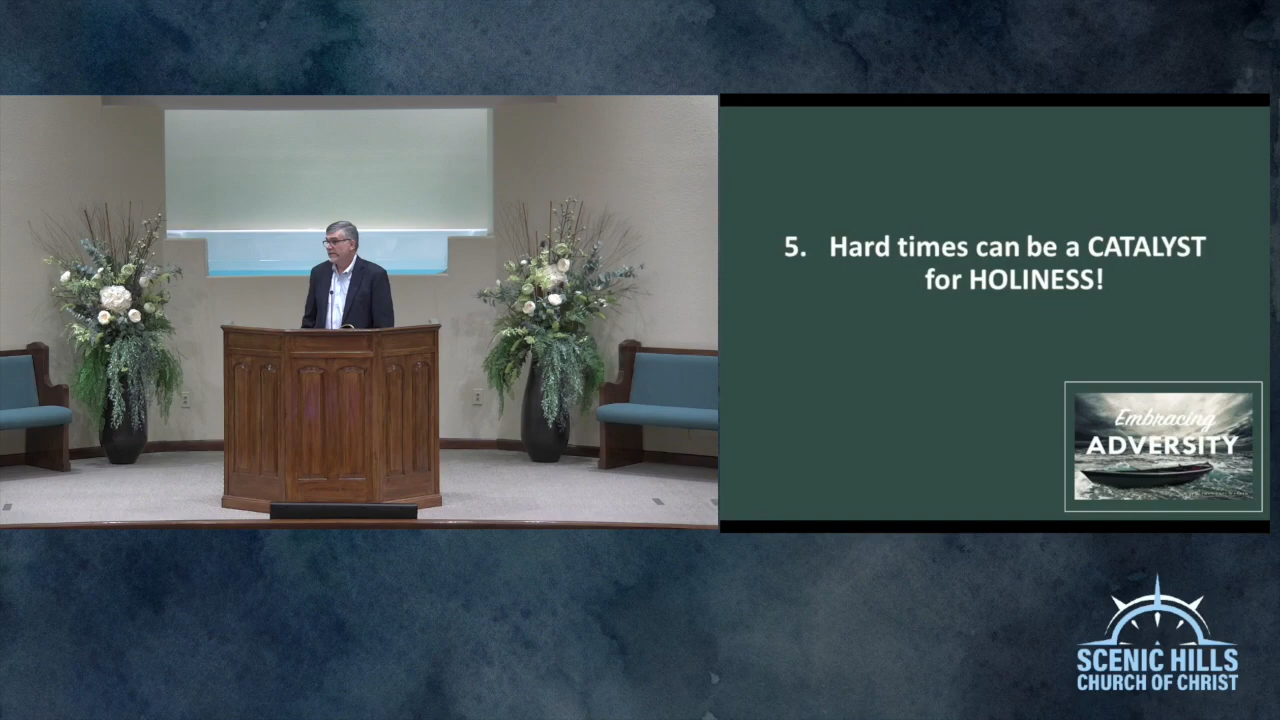 5. Hard times can be a CATALYST
for HOLINESS!
Embracing
ADVERSITY
SCENIC HILLS
CHURCH OF CHRIST